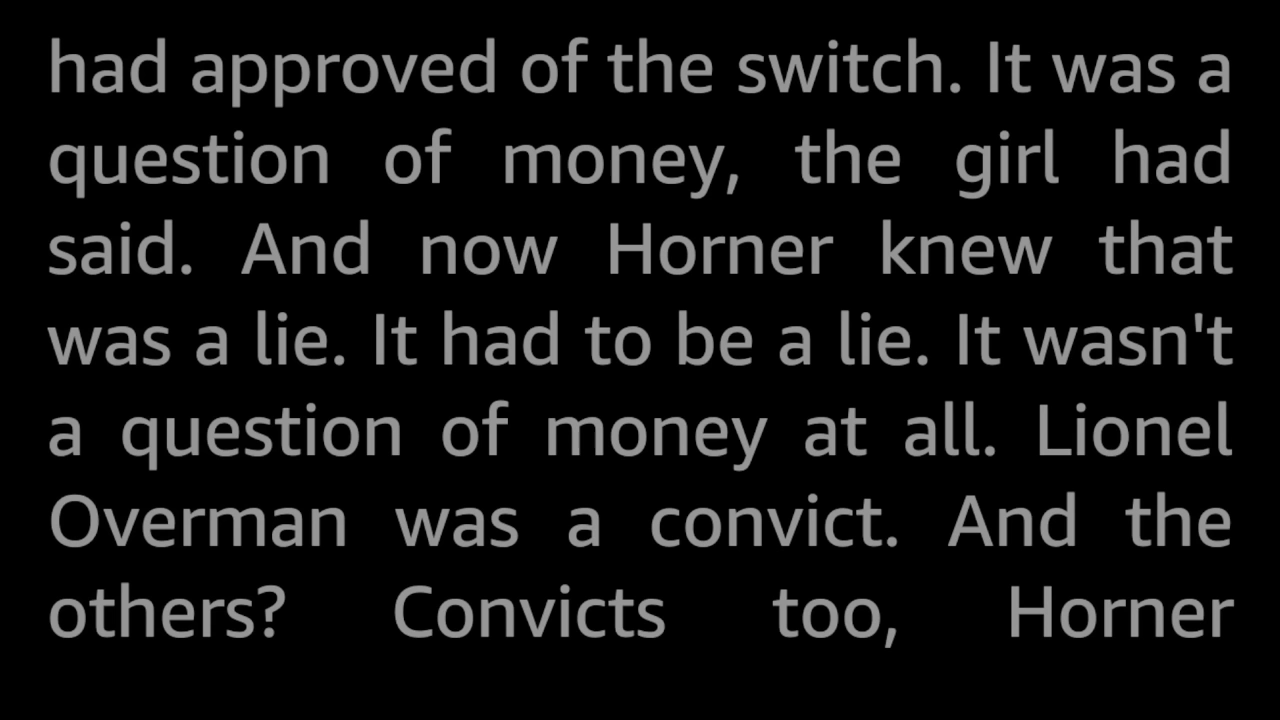 had approved of the switch. It was a
question of money, the girl had
said. And now Horner knew that
was a lie. It had to be a lie. It wasn't
a question of money at all. Lionel
Overman was a convict. And the
others? Convicts too, Horner